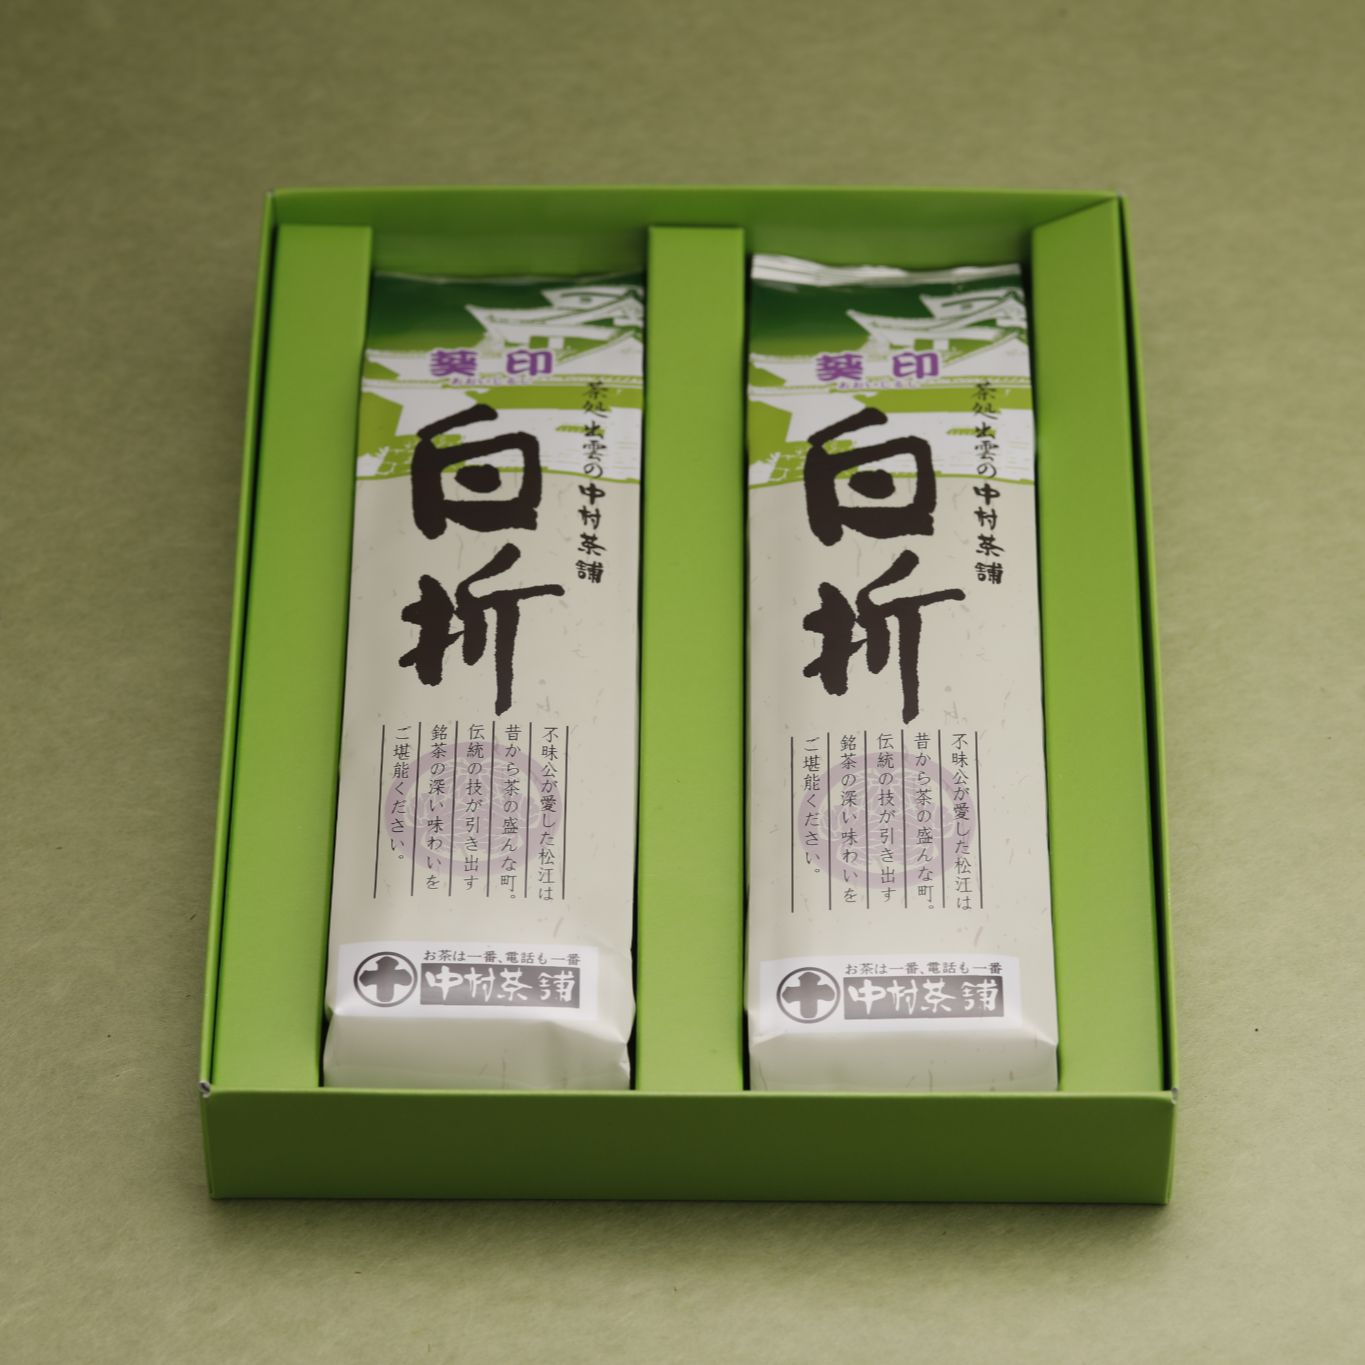 葵印
あおいじるし
茶処出雲の中村茶舗
白折
不昧公が愛した松江は
昔から茶の盛んな町。
伝統の技が引き出す
銘茶の深い味わいを
ご堪能ください。
お茶は一番、電話も一番
中村茶舗
葵印
あおいじるし
茶処出雲の中村茶舗
白折
不昧公が愛した松江は
昔から茶の盛んな町。
伝統の技が引き出す
銘茶の深い味わいを
ご堪能ください。
お茶は一番、電話も一番
中村茶舗